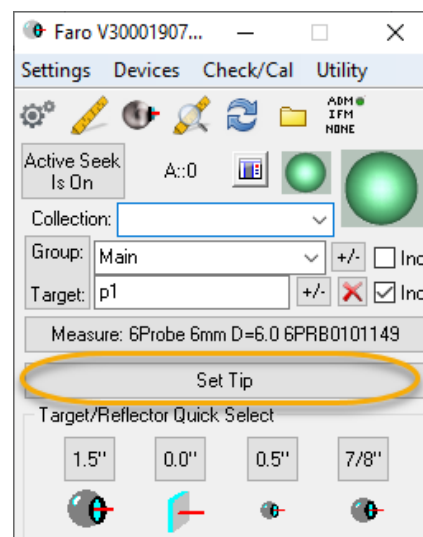 Faro V30001907...
Settings Devices Check/Cal Utility
ADM
IFM
NONE
Active Seek
Is On
A::0
Collection:
Group: Main +/- Inc
Target: p1 +/- Inc
Measure: 6Probe 6mm D=6.0 6PRB0101149
Set Tip
Target/Reflector Quick Select
1.5" 0.0" 0.5" 7/8"